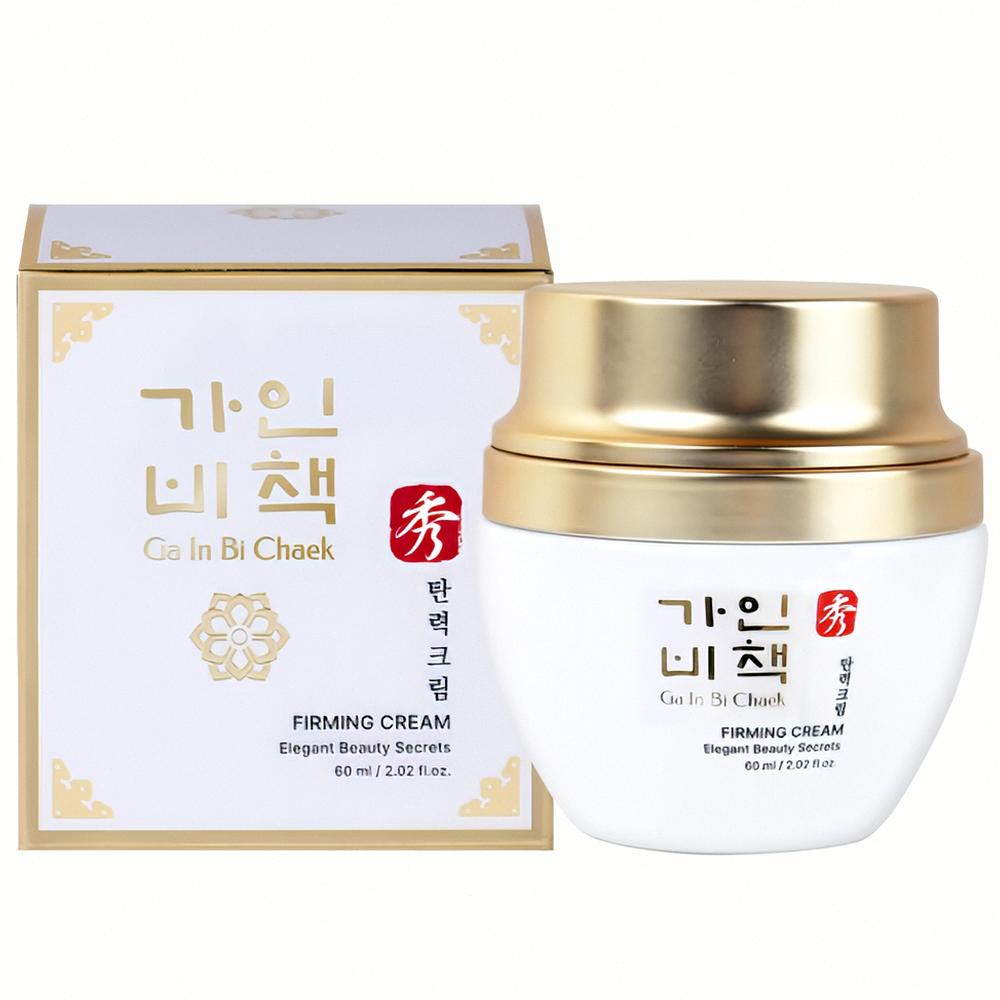 가인
비책
Ga In Bi Chaek
秀
탄력크림
FIRMING CREAM
Elegant Beauty Secrets
60 ml / 2.02 fl.oz.
가인
비책
Ga In Bi Chaek
秀
탄력크림
FIRMING CREAM
Elegant Beauty Secrets
60 ml / 2.02 fl oz.